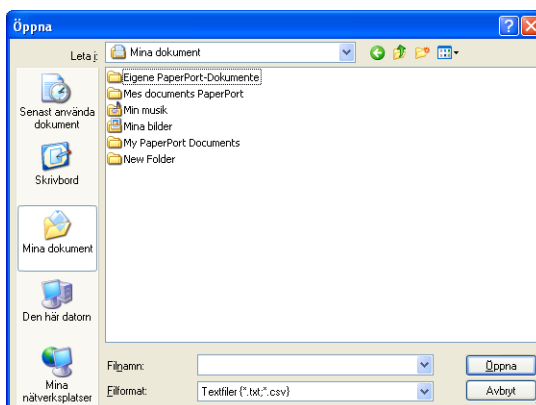 Öppna
Leta i:
Mina dokument
Senast använda
dokument
Skrivbord
Mina dokument
Den här datorn
Mina
nätverksplatser
Eigene PaperPort-Dokumente
Mes documents PaperPort
Min musik
Mina bilder
My PaperPort Documents
New Folder
Filnamn:
Öppna
Filformat:
Textfiler {*.txt;*.csv}
Avbryt